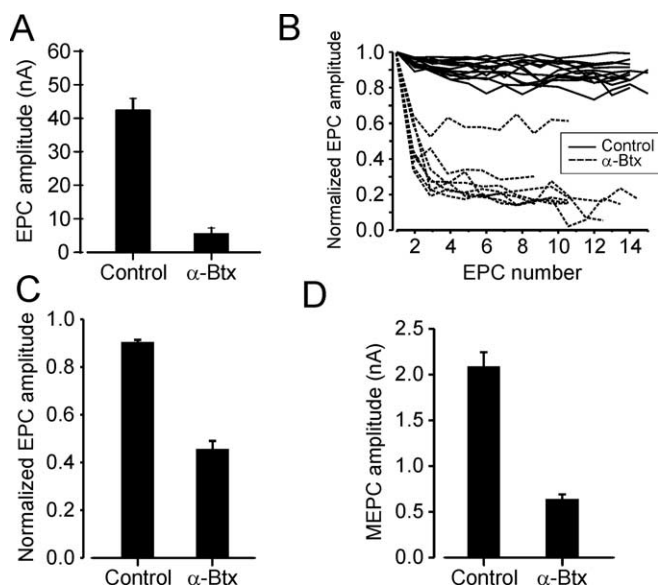 A
EPC amplitude (nA)
60
50
40
30
20
10
0
Control α-Btx
B
Normalized EPC amplitude
1.0
0.8
0.6
0.4
0.2
0.0
Control
α-Btx
2 4 6 8 10 12 14
EPC number
C
Normalized EPC amplitude
1.0
0.8
0.6
0.4
0.2
0.0
Control α-Btx
D
MEPC amplitude (nA)
2.5
2.0
1.5
1.0
0.5
0.0
Control α-Btx